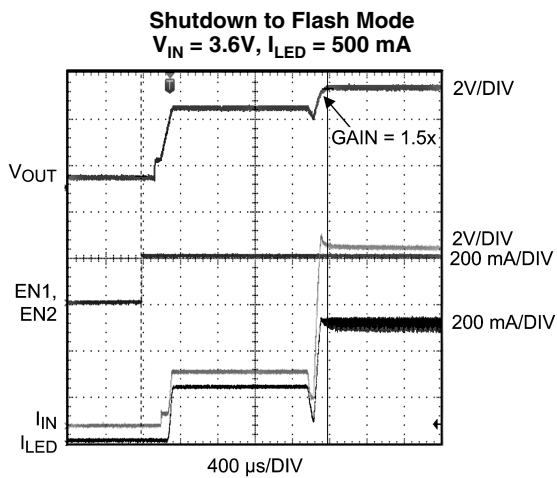 Shutdown to Flash Mode
VIN = 3.6V, ILED = 500 mA
T
2V/DIV
GAIN = 1.5x
VOUT
2V/DIV
200 mA/DIV
EN1,
EN2
200 mA/DIV
IIN
ILED
400 µs/DIV